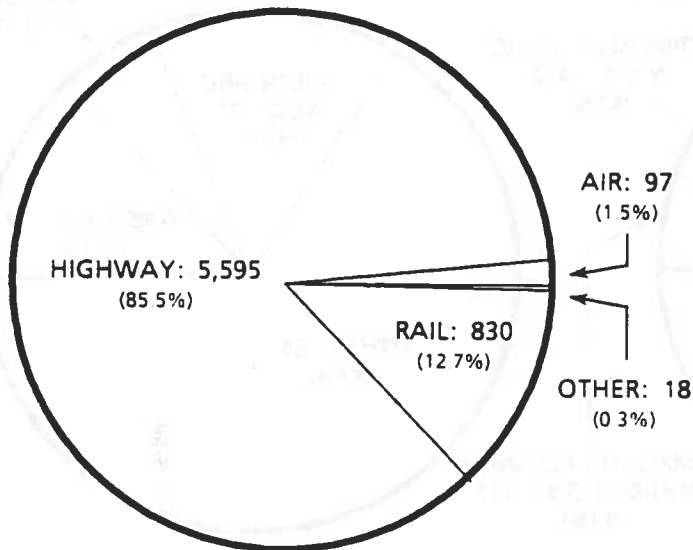 AIR: 97
(1.5%)
HIGHWAY: 5,595
(85.5%)
RAIL: 830
(12.7%)
OTHER: 18
(0.3%)